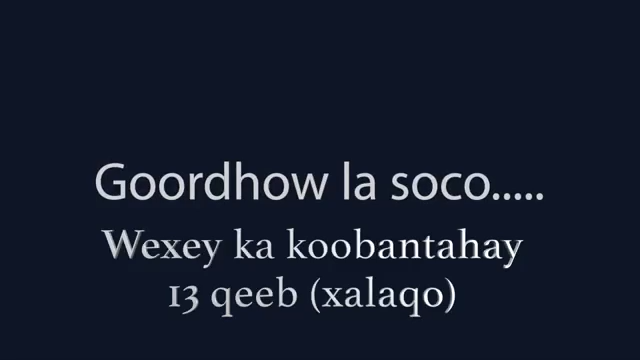 Goordhow la soco.....
Wexey ka koobantahay
13 qeeb (xalaqo)